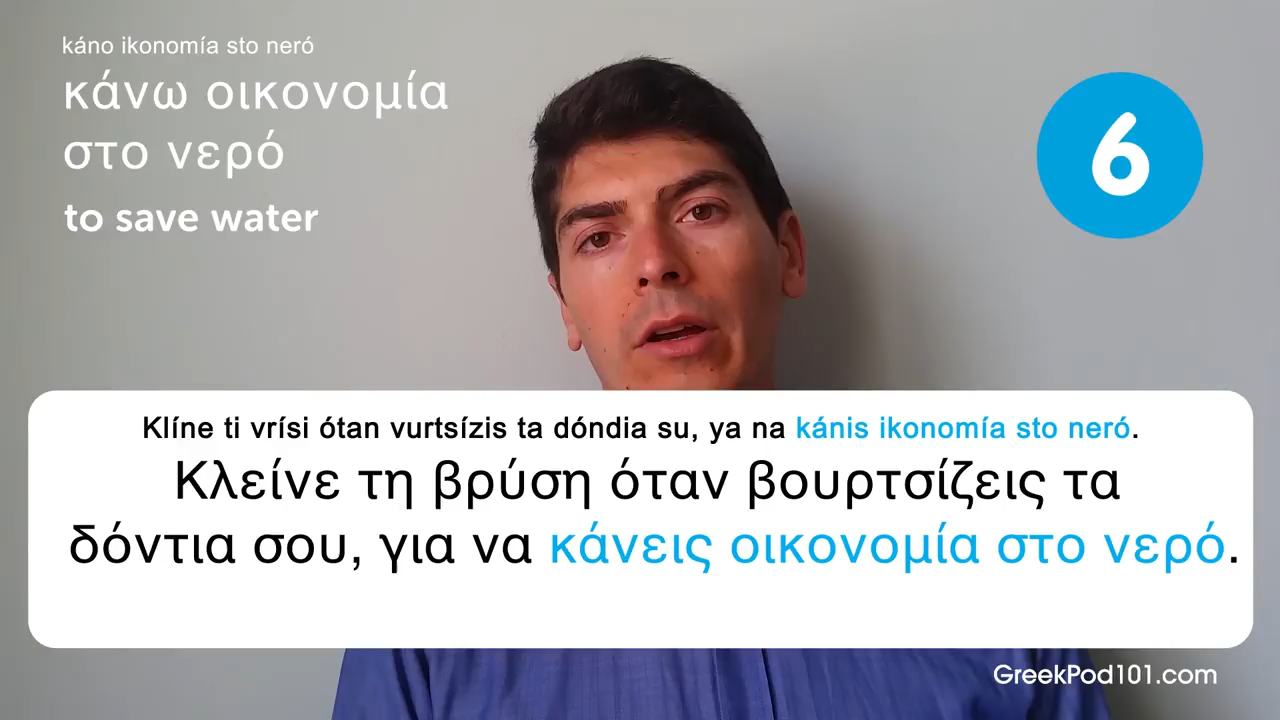 káno ikonomía sto neró
κάνω οικονομία
στο νερό
to save water
6
Klíne ti vrísi ótan vurtsízis ta dóndia su, ya na kánis ikonomía sto neró.
Κλείνε τη βρύση όταν βουρτσίζεις τα
δόντια σου, για να κάνεις οικονομία στο νερό.
GreekPod101.com